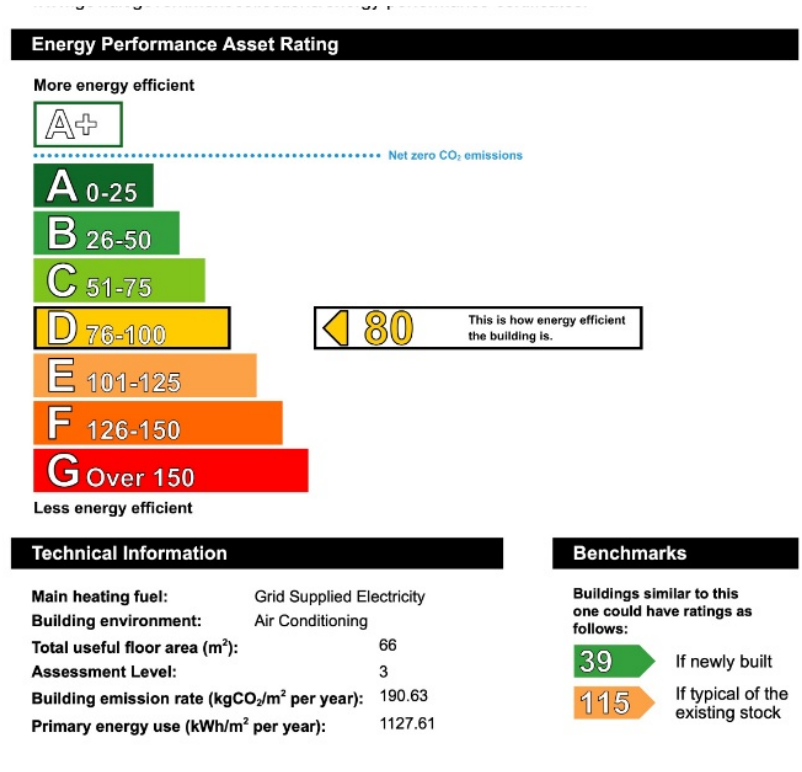 Energy Performance Asset Rating
More energy efficient
A+
Net zero CO₂ emissions
A 0-25
B 26-50
C 51-75
D 76-100
80
This is how energy efficient
the building is.
E 101-125
F 126-150
G Over 150
Less energy efficient
Technical Information
Main heating fuel: Grid Supplied Electricity
Building environment: Air Conditioning
Total useful floor area (m²): 66
Assessment Level: 3
Building emission rate (kgCO₂/m² per year): 190.63
Primary energy use (kWh/m² per year): 1127.61
Benchmarks
Buildings similar to this
one could have ratings as
follows:
39 If newly built
115 If typical of the
existing stock